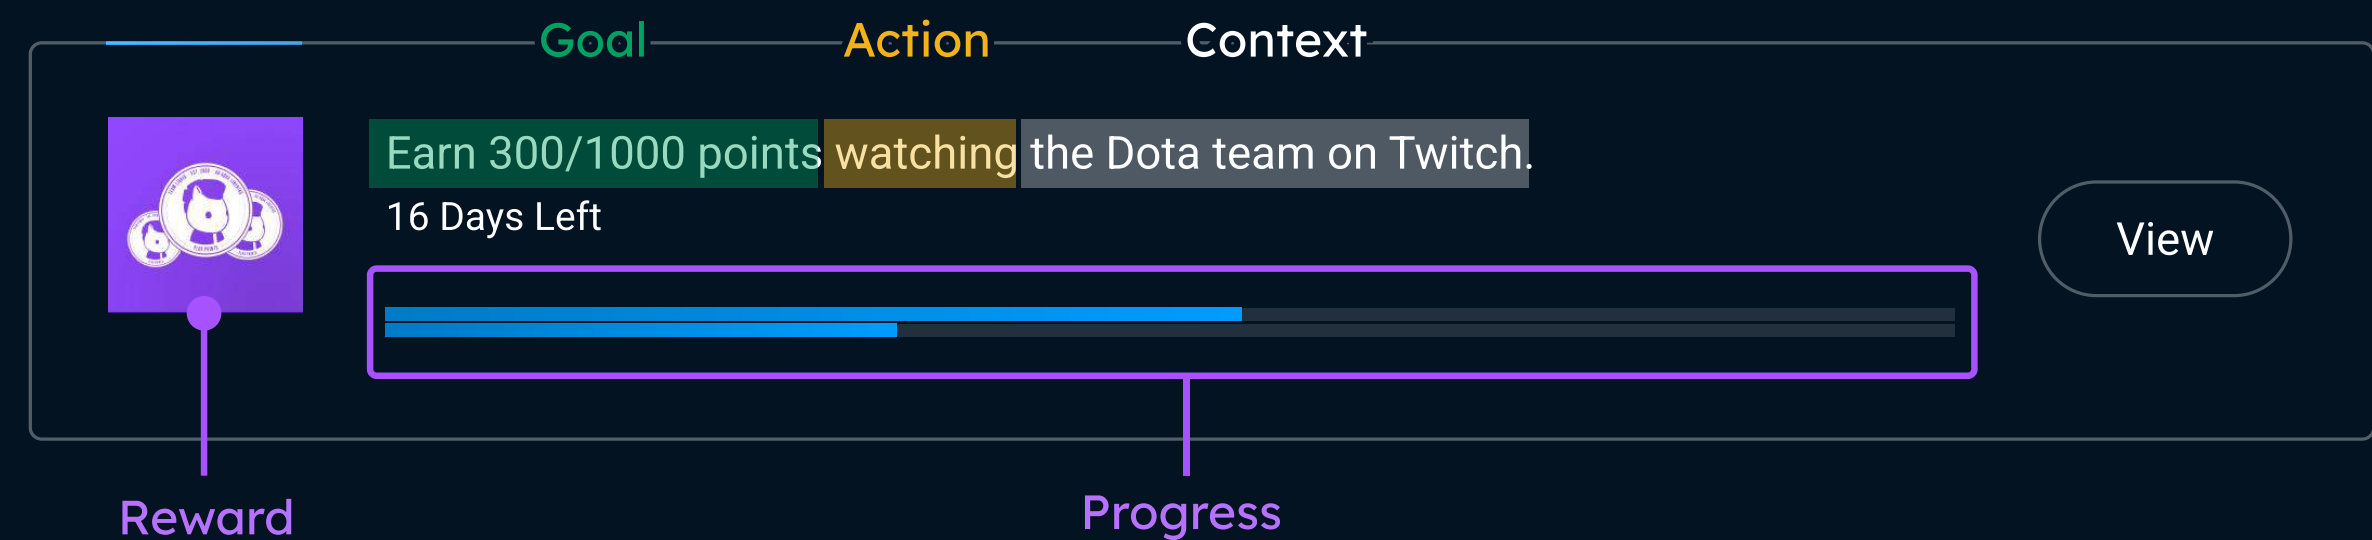 Goal Action Context
Earn 300/1000 points watching the Dota team on Twitch.
16 Days Left
View
Reward
Progress